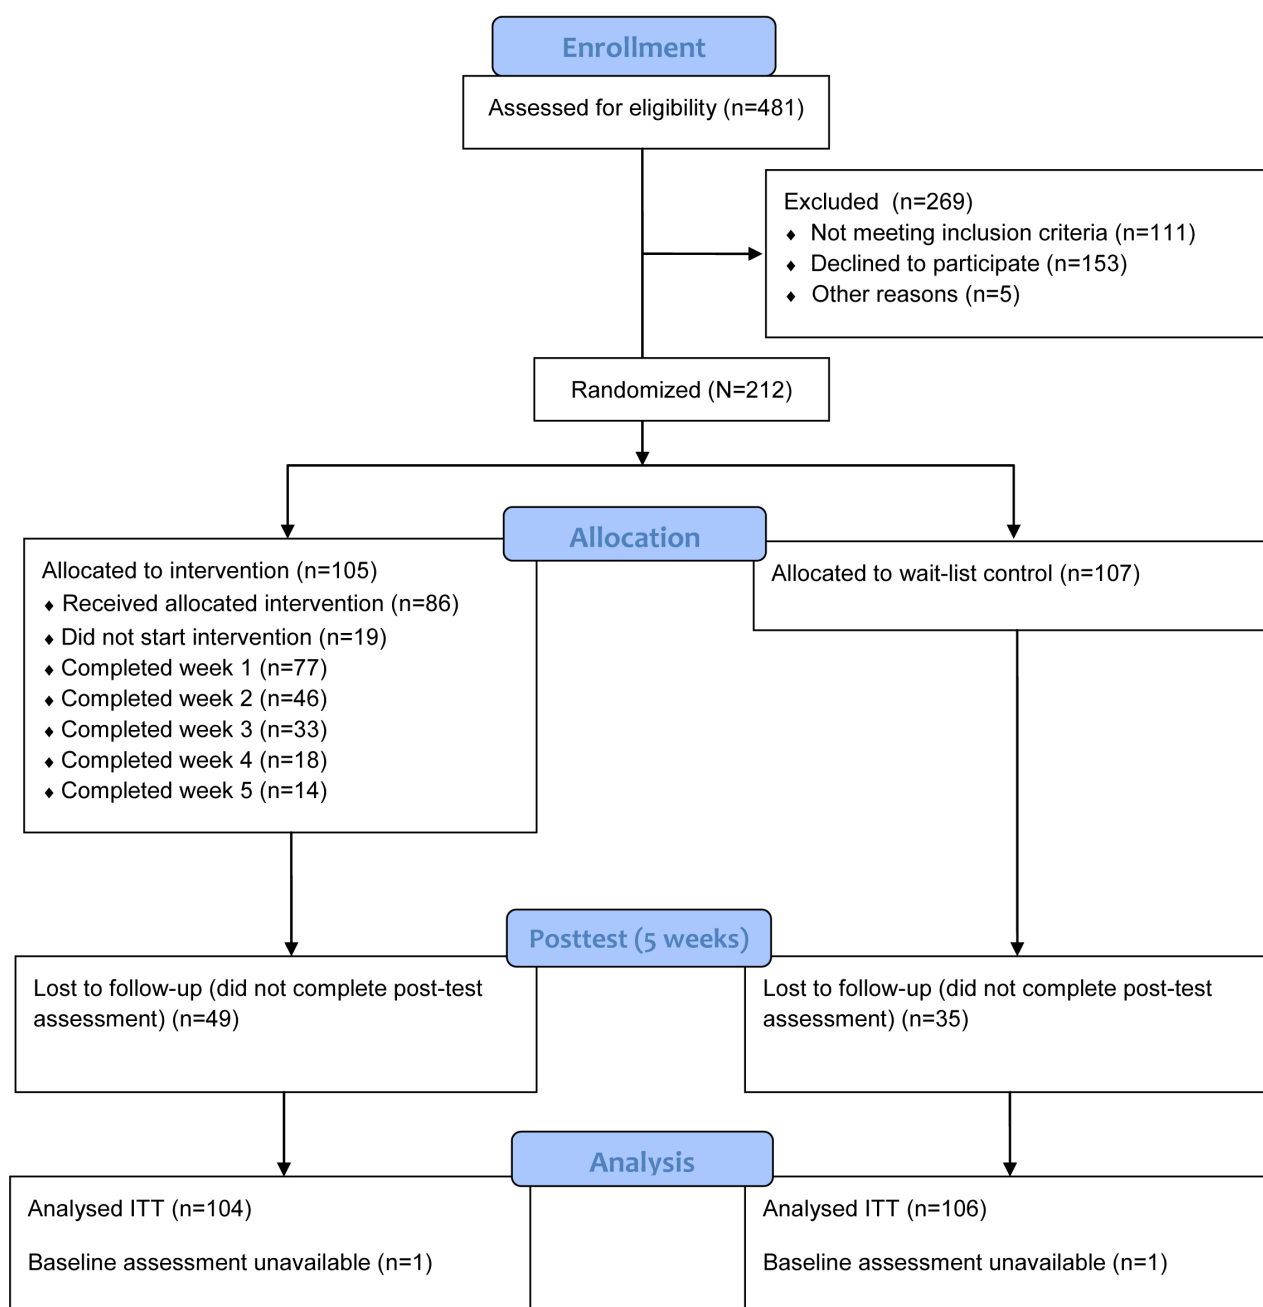 Enrollment
Assessed for eligibility (n=481)
Excluded (n=269)
♦ Not meeting inclusion criteria (n=111)
♦ Declined to participate (n=153)
♦ Other reasons (n=5)
Randomized (N=212)
Allocation
Allocated to intervention (n=105)
♦ Received allocated intervention (n=86)
♦ Did not start intervention (n=19)
♦ Completed week 1 (n=77)
♦ Completed week 2 (n=46)
♦ Completed week 3 (n=33)
♦ Completed week 4 (n=18)
♦ Completed week 5 (n=14)
Allocated to wait-list control (n=107)
Posttest (5 weeks)
Lost to follow-up (did not complete post-test
assessment) (n=49)
Lost to follow-up (did not complete post-test
assessment) (n=35)
Analysis
Analysed ITT (n=104)
Baseline assessment unavailable (n=1)
Analysed ITT (n=106)
Baseline assessment unavailable (n=1)